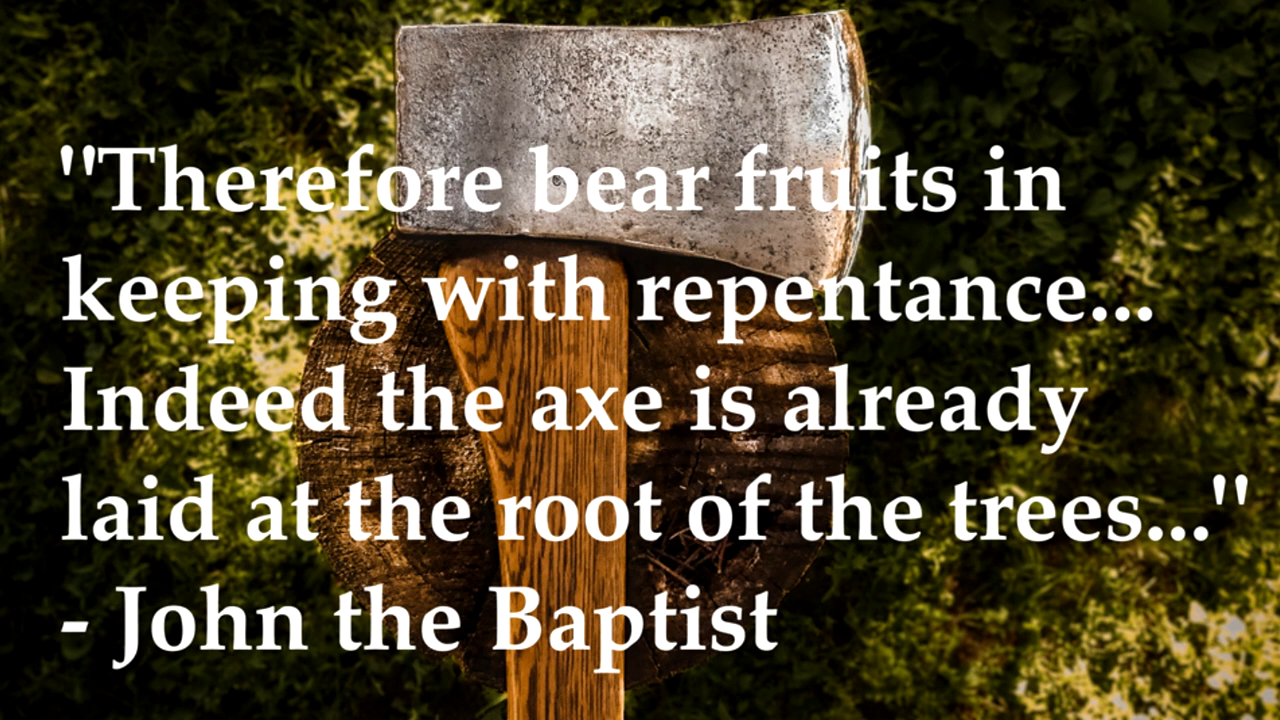 "Therefore bear fruits in
keeping with repentance...
Indeed the axe is already
laid at the root of the trees..."
- John the Baptist